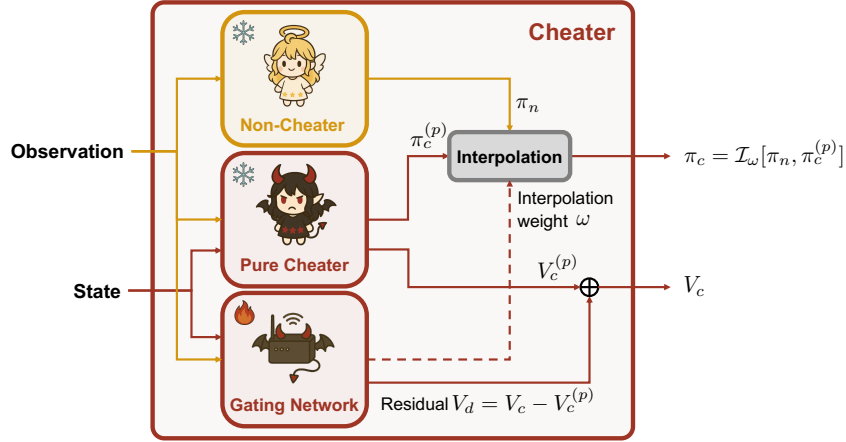 Cheater
Non-Cheater
π_n
Observation
π_c^{(p)}
Interpolation
π_c = 𝓘_ω[π_n, π_c^{(p)}]
Interpolation
weight ω
Pure Cheater
State
V_c^{(p)}
V_c
Gating Network
Residual V_d = V_c − V_c^{(p)}